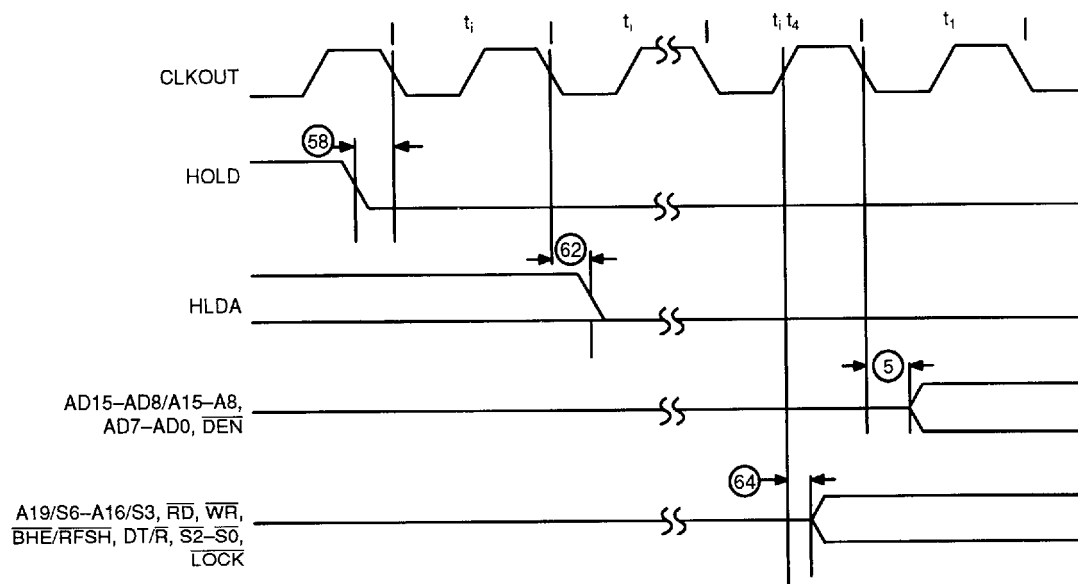 tᵢ tᵢ tᵢ t₄ t₁
CLKOUT
58
HOLD
62
HLDA
5
AD15–AD8/A15–A8,
AD7–AD0, DEN
64
A19/S6–A16/S3, RD, WR,
BHE/RFSH, DT/R, S2–S0,
LOCK